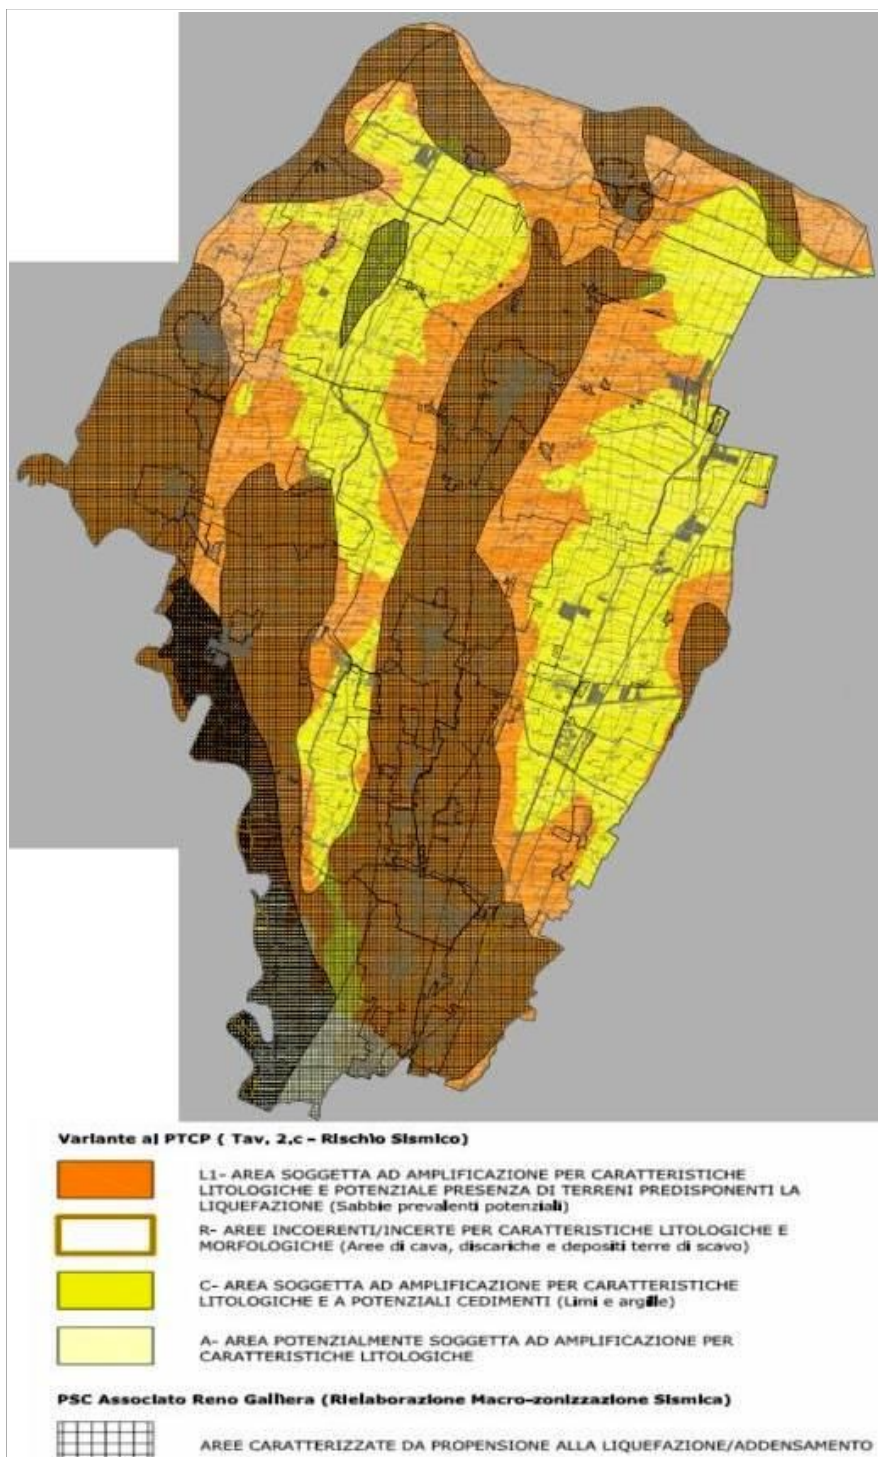 Variante al PTCP ( Tav. 2.c - Rischio Sismico)
L1- AREA SOGGETTA AD AMPLIFICAZIONE PER CARATTERISTICHE
LITOLOGICHE E POTENZIALE PRESENZA DI TERRENI PREDISPONENTI LA
LIQUEFAZIONE (Sabbie prevalenti potenziali)
R- AREE INCOERENTI/INCERTE PER CARATTERISTICHE LITOLOGICHE E
MORFOLOGICHE (Aree di cava, discariche e depositi terre di scavo)
C- AREA SOGGETTA AD AMPLIFICAZIONE PER CARATTERISTICHE
LITOLOGICHE E A POTENZIALI CEDIMENTI (Limi e argille)
A- AREA POTENZIALMENTE SOGGETTA AD AMPLIFICAZIONE PER
CARATTERISTICHE LITOLOGICHE
PSC Associato Reno Galliera (Rielaborazione Macro-zonizzazione Sismica)
AREE CARATTERIZZATE DA PROPENSIONE ALLA LIQUEFAZIONE/ADDENSAMENTO